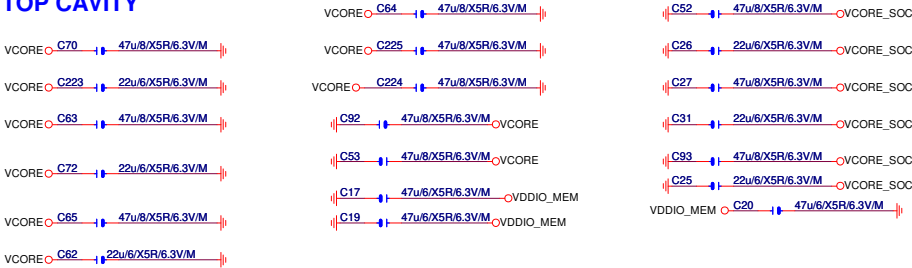 TOP CAVITY
VCORE C70 47u/8/X5R/6.3V/M
VCORE C223 22u/6/X5R/6.3V/M
VCORE C63 47u/8/X5R/6.3V/M
VCORE C72 22u/6/X5R/6.3V/M
VCORE C65 47u/8/X5R/6.3V/M
VCORE C62 22u/6/X5R/6.3V/M
VCORE C64 47u/8/X5R/6.3V/M
VCORE C225 47u/8/X5R/6.3V/M
VCORE C224 47u/8/X5R/6.3V/M
C92 47u/8/X5R/6.3V/M VCORE
C53 47u/8/X5R/6.3V/M VCORE
C17 47u/6/X5R/6.3V/M VDDIO_MEM
C19 47u/6/X5R/6.3V/M VDDIO_MEM
C52 47u/8/X5R/6.3V/M VCORE_SOC
C26 22u/6/X5R/6.3V/M VCORE_SOC
C27 47u/8/X5R/6.3V/M VCORE_SOC
C31 22u/6/X5R/6.3V/M VCORE_SOC
C93 47u/8/X5R/6.3V/M VCORE_SOC
C25 22u/6/X5R/6.3V/M VCORE_SOC
VDDIO_MEM C20 47u/6/X5R/6.3V/M